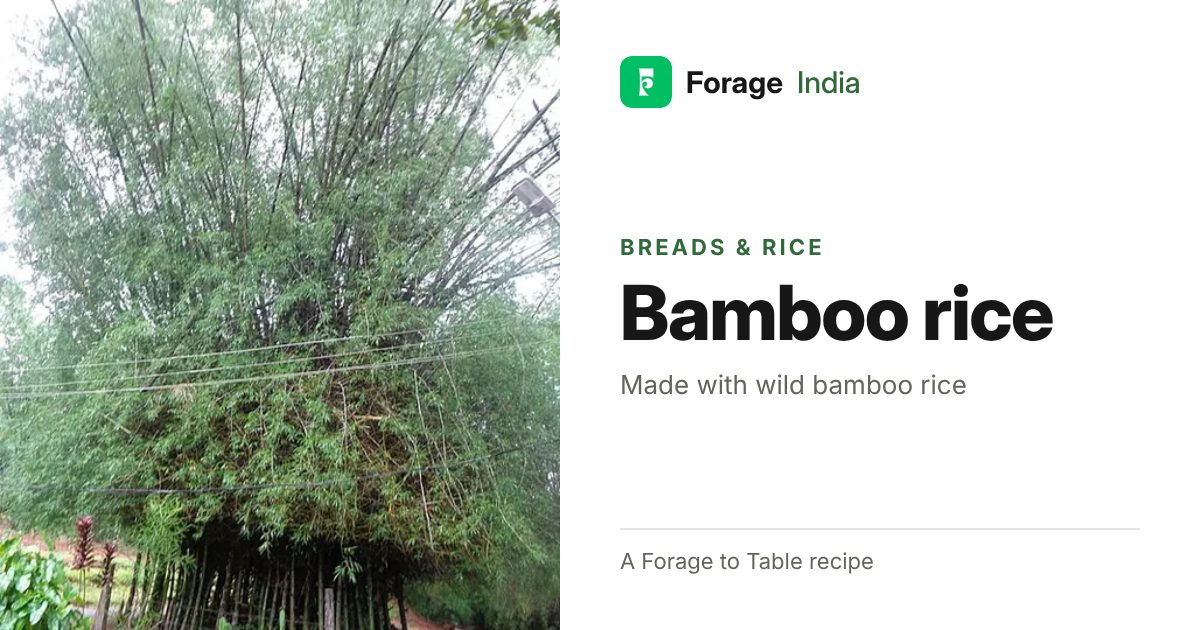 Forage India
BREADS & RICE
Bamboo rice
Made with wild bamboo rice
A Forage to Table recipe